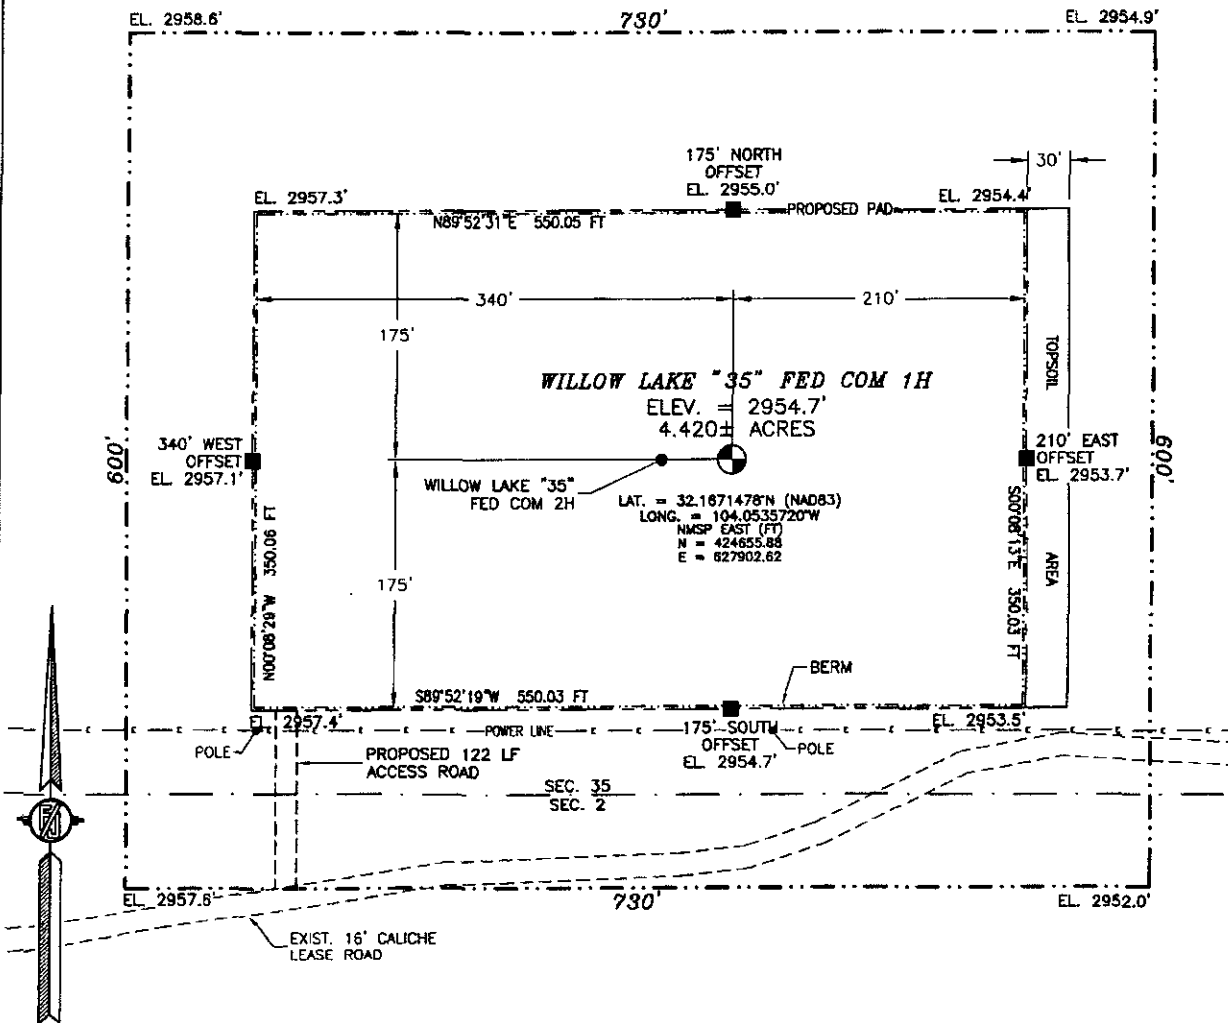 EL. 2958.6'
730'
EL. 2954.9'
175' NORTH
OFFSET
EL. 2955.0'
30'
EL. 2957.3'
EL. 2954.4'
PROPOSED PAD
N89°52'31"E 550.05 FT
340'
210'
175'
TOPSOIL
AREA
WILLOW LAKE "35" FED COM 1H
ELEV. = 2954.7'
4.420± ACRES
600'
340' WEST
OFFSET
EL. 2957.1'
210' EAST
OFFSET
EL. 2953.7'
600'
WILLOW LAKE "35"
FED COM 2H
LAT. = 32.1671478°N (NAD83)
LONG. = 104.0535720°W
NMSP EAST (FT)
N = 424655.88
E = 627902.62
N00°08'29"W 350.06 FT
S00°08'13"E 350.03 FT
175'
BERM
S89°52'19"W 550.03 FT
EL. 2957.4'
EL. 2953.5'
E E E E POWER LINE E E E
175' SOUTH
OFFSET
EL. 2954.7'
POLE
POLE
PROPOSED 122 LF
ACCESS ROAD
SEC. 35
SEC. 2
EL. 2957.6'
730'
EL. 2952.0'
EXIST. 16' CALICHE
LEASE ROAD